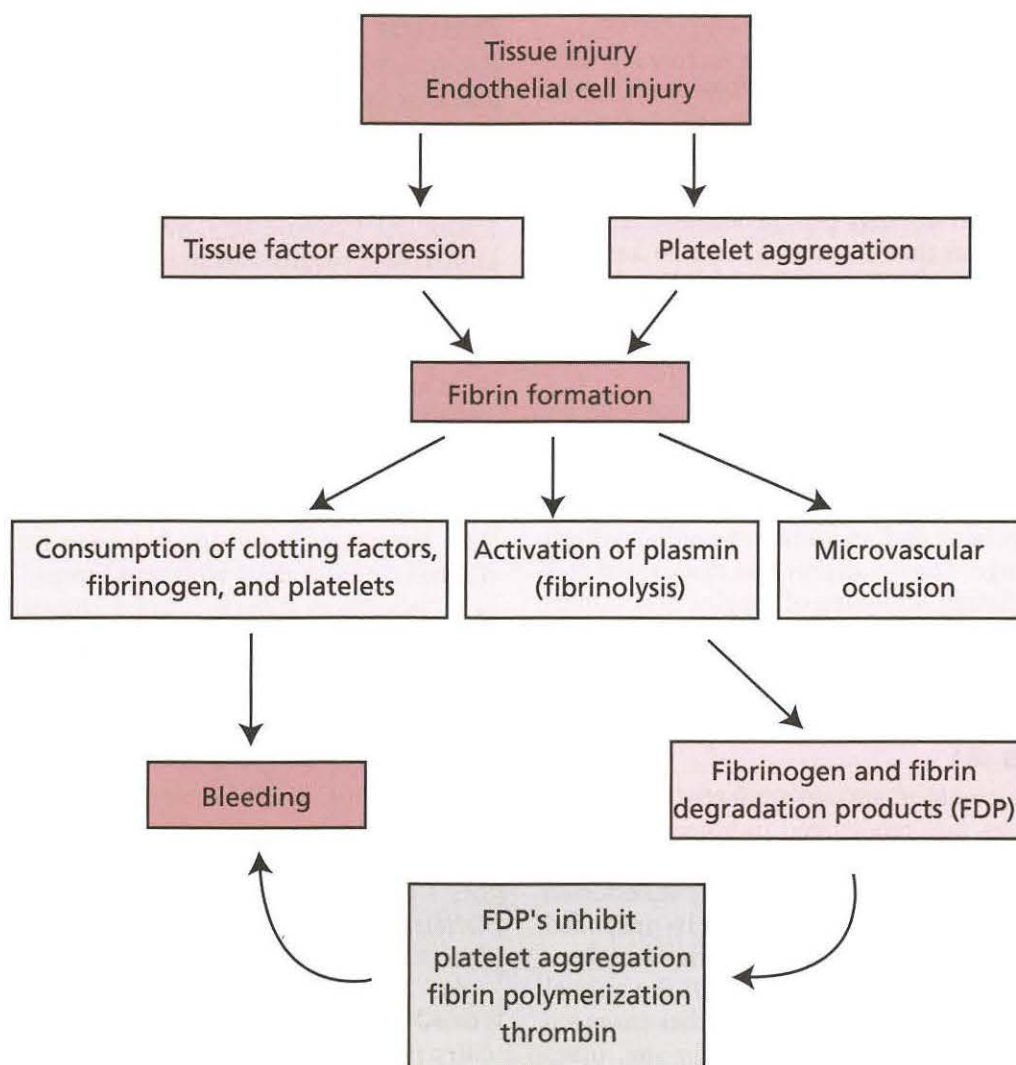 Tissue injury
Endothelial cell injury
Tissue factor expression
Platelet aggregation
Fibrin formation
Consumption of clotting factors,
fibrinogen, and platelets
Activation of plasmin
(fibrinolysis)
Microvascular
occlusion
Bleeding
Fibrinogen and fibrin
degradation products (FDP)
FDP's inhibit
platelet aggregation
fibrin polymerization
thrombin